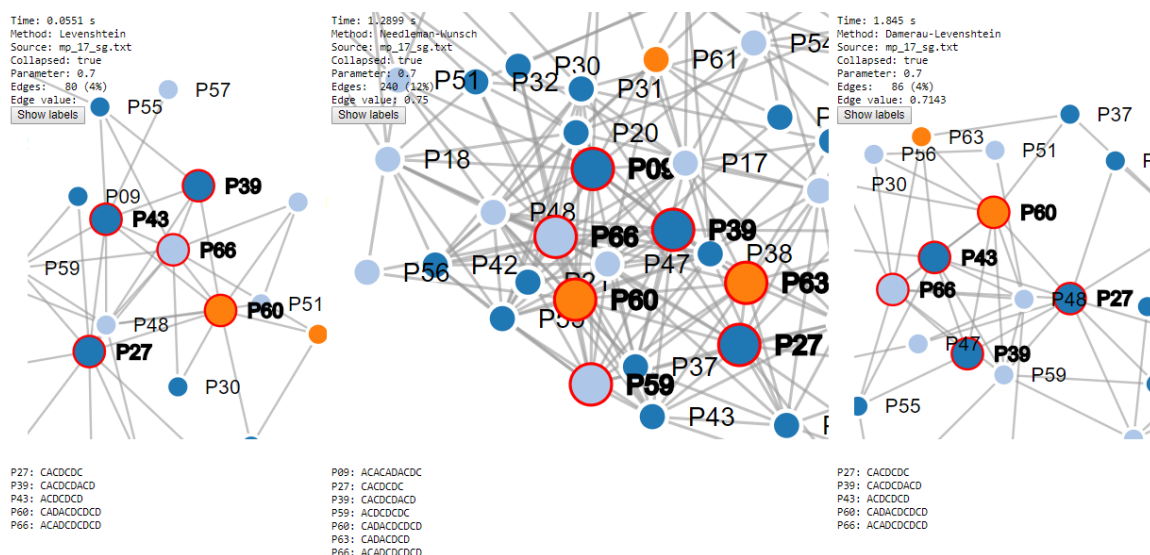 Time: 0.0551 s
Method: Levenshtein
Source: mp_17_sg.txt
Collapsed: true
Parameter: 0.7
Edges: 80 (4%)
Edge value:
Show labels
P57
P55
P39
P09
P43
P66
P59
P51
P60
P48
P27
P30
P27: CACDCDC
P39: CACDCDACD
P43: ACDCDCD
P60: CADACDCDCD
P66: ACADCDCDCD
Time: 1.2899 s
Method: Needleman-Wunsch
Source: mp_17_sg.txt
Collapsed: true
Parameter: 0.7
Edges: 240 (12%)
Edge value: 0.75
Show labels
P54
P61
P30
P51
P32
P31
P20
P18
P09
P17
P48
P66
P39
P38
P47
P42
P56
P63
P60
P27
P37
P59
P43
P09: ACACADACDC
P27: CACDCDC
P39: CACDCDACD
P59: ACDCDCDC
P60: CADACDCDCD
P63: CADACDCD
P66: ACADCDCDCD
Time: 1.845 s
Method: Damerau-Levenshtein
Source: mp_17_sg.txt
Collapsed: true
Parameter: 0.7
Edges: 86 (4%)
Edge value: 0.7143
Show labels
P37
P63
P51
P56
P30
P60
P43
P66
P48
P27
P47
P39
P59
P55
P27: CACDCDC
P39: CACDCDACD
P43: ACDCDCD
P60: CADACDCDCD
P66: ACADCDCDCD